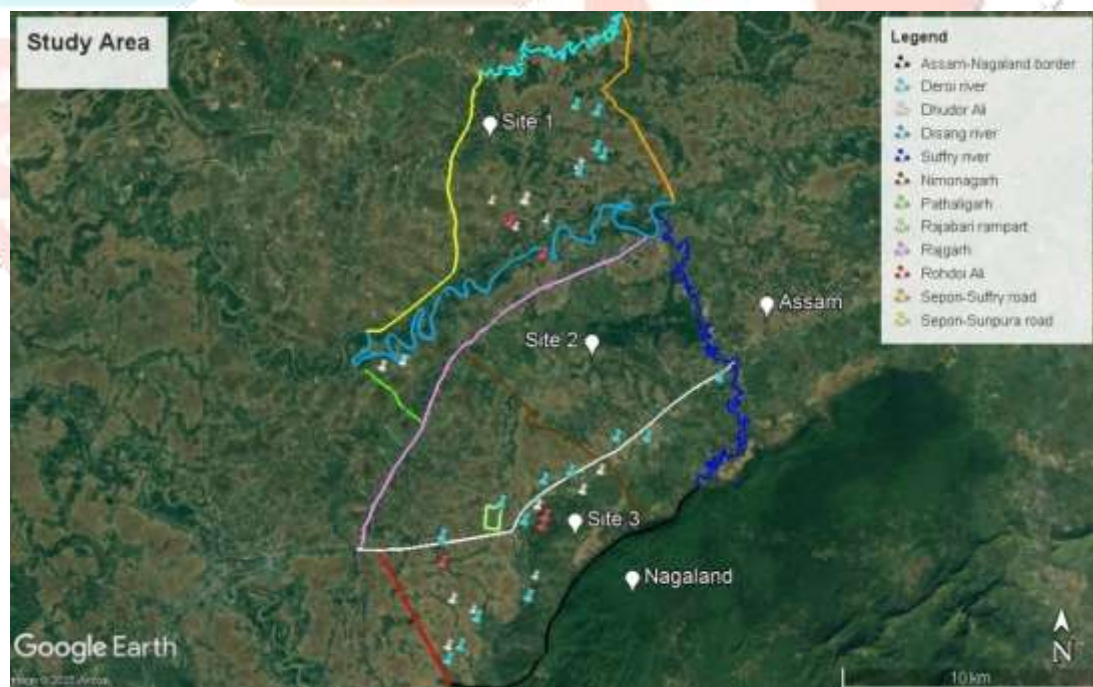 Study Area
Legend
Assam-Nagaland border
Deroi river
Dhudor Ali
Disang river
Suffry river
Nimonagarh
Pathaligarh
Rajabari rampart
Rajgarh
Rohdoi Ali
Sepon-Suffry road
Sepon-Sunpura road
Site 1
Assam
Site 2
Site 3
Nagaland
Google Earth
N
10 km